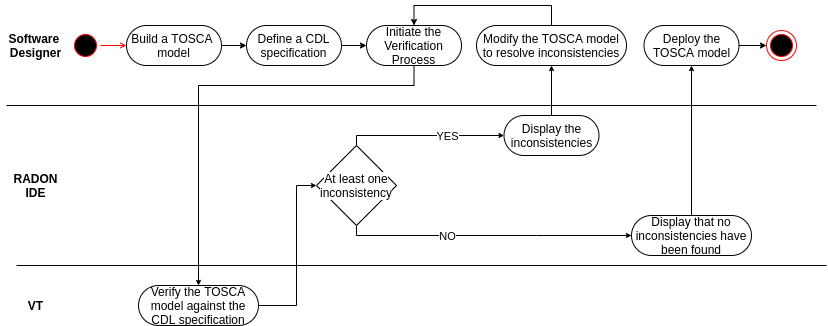 Software
Designer
Build a TOSCA
model
Define a CDL
specification
Initiate the
Verification
Process
Modify the TOSCA model
to resolve inconsistencies
Deploy the
TOSCA model
RADON
IDE
At least one
inconsistency
YES
NO
Display the
inconsistencies
Display that no
inconsistencies have
been found
VT
Verify the TOSCA
model against the
CDL specification